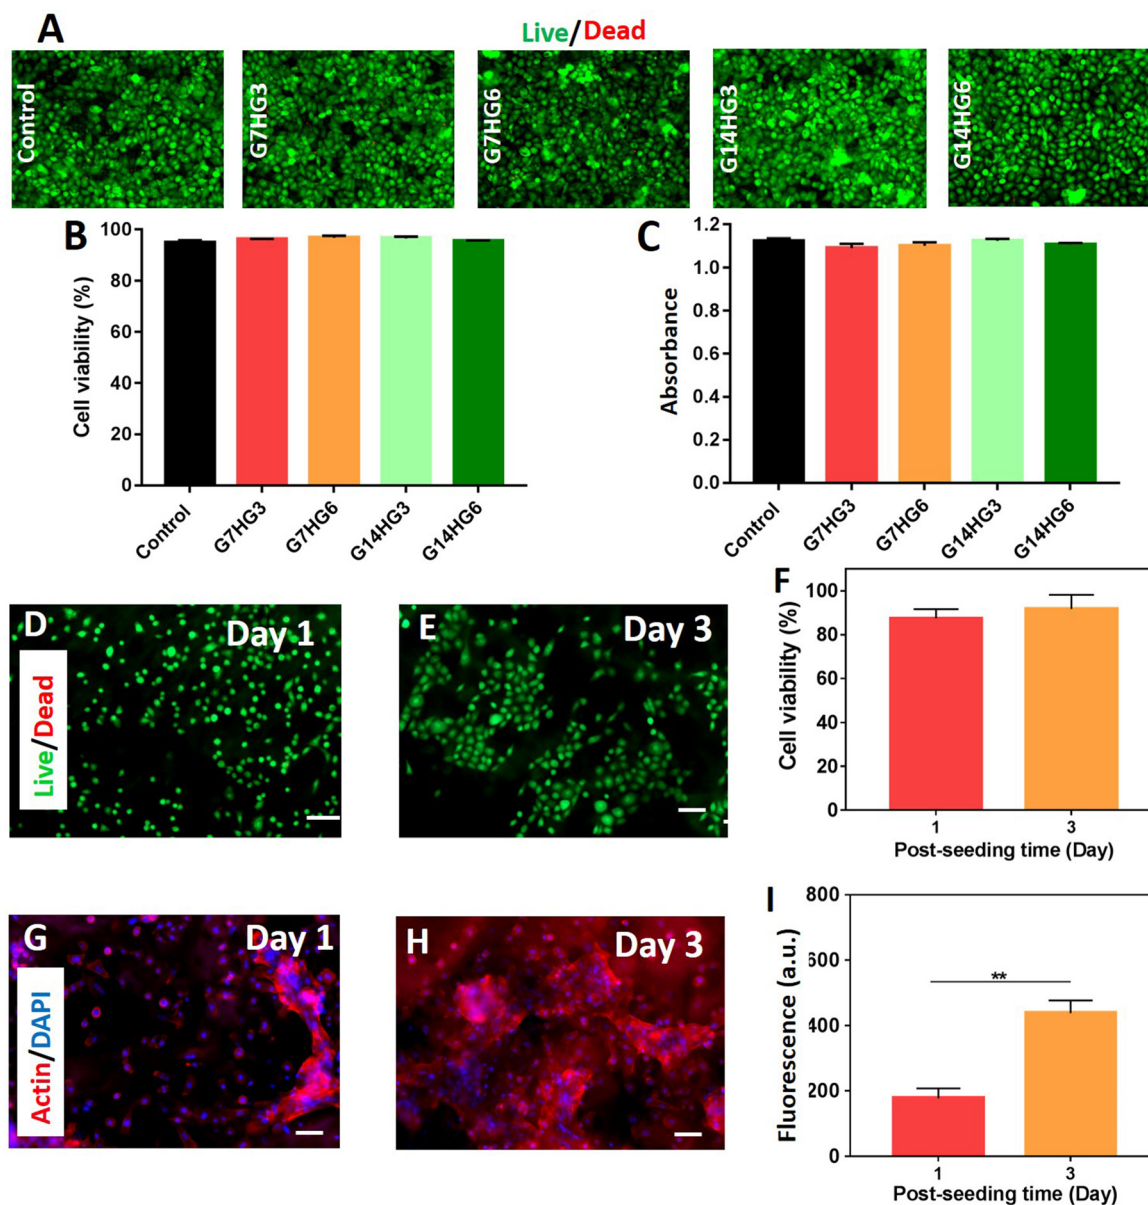 A
Live/Dead
Control
G7HG3
G7HG6
G14HG3
G14HG6
B
Cell viability (%)
100
80
60
40
20
0
Control
G7HG3
G7HG6
G14HG3
G14HG6
C
Absorbance
1.2
1.0
0.8
0.6
0.4
0.2
0.0
Control
G7HG3
G7HG6
G14HG3
G14HG6
D
Day 1
Live/Dead
E
Day 3
F
Cell viability (%)
100
80
60
40
20
0
1
3
Post-seeding time (Day)
G
Day 1
Actin/DAPI
H
Day 3
I
Fluorescence (a.u.)
800
600
400
200
0
**
1
3
Post-seeding time (Day)